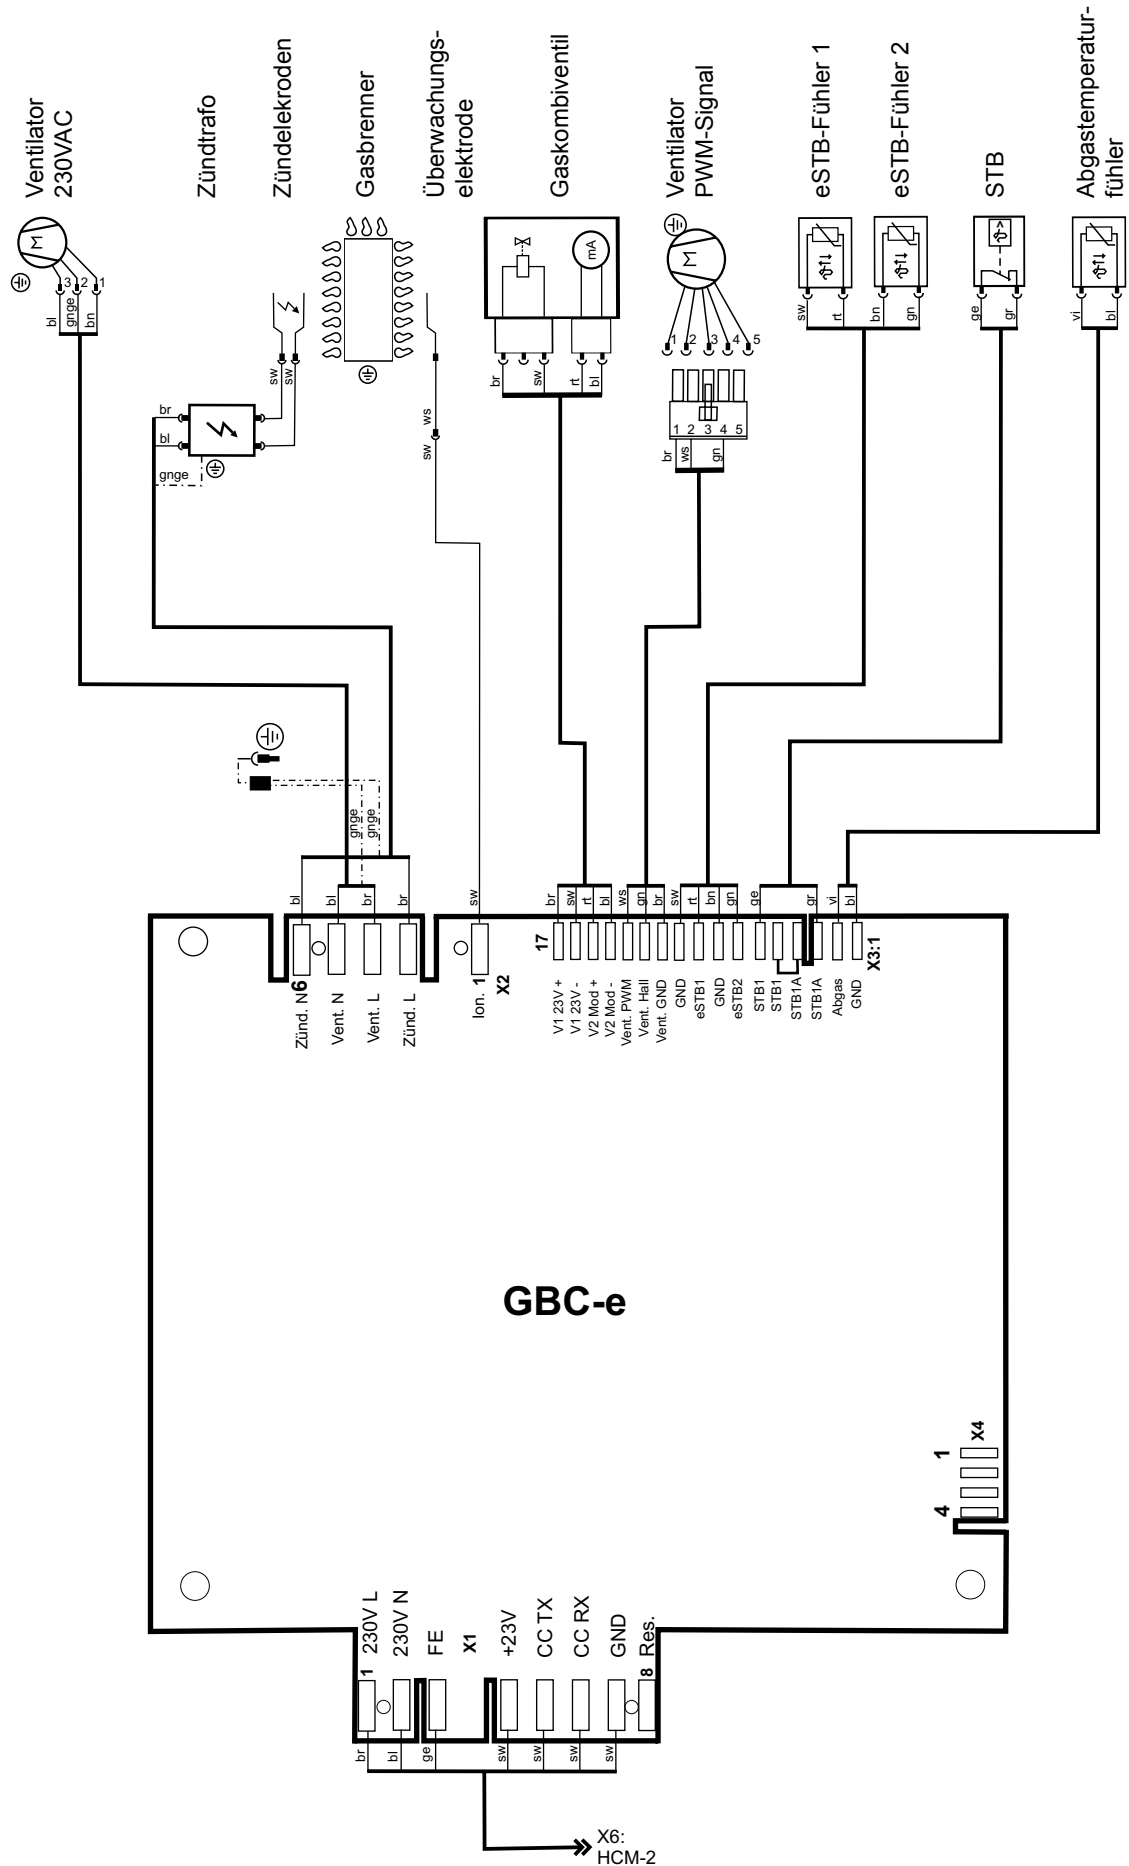 Ventilator
230VAC
Zündtrafo
Zündelekroden
Gasbrenner
Überwachungs-
elektrode
Gaskombiventil
Ventilator
PWM-Signal
eSTB-Fühler 1
eSTB-Fühler 2
STB
Abgastemperatur-
fühler
M
3
2
1
bl
gnge
bn
br
bl
gnge
sw
sw
ws
sw
mA
br
sw
rt
bl
M
1
2
3
4
5
1
2
3
4
5
br
ws
gn
sw
rt
bn
gn
ge
gr
vi
bl
gnge
gnge
bl
bl
br
br
sw
br
sw
rt
bl
ws
gn
br
sw
rt
bn
gn
ge
gr
vi
bl
Zünd. N
6
Vent. N
Vent. L
Zünd. L
Ion.
1
X2
17
V1 23V +
V1 23V -
V2 Mod +
V2 Mod -
Vent. PWM
Vent. Hall
Vent. GND
GND
eSTB1
GND
eSTB2
STB1
STB1
STB1A
STB1A
Abgas
GND
X3:1
GBC-e
1
4
X4
1
230V L
230V N
FE
X1
+23V
CC TX
CC RX
GND
8
Res.
br
bl
ge
sw
sw
sw
sw
X6:
HCM-2